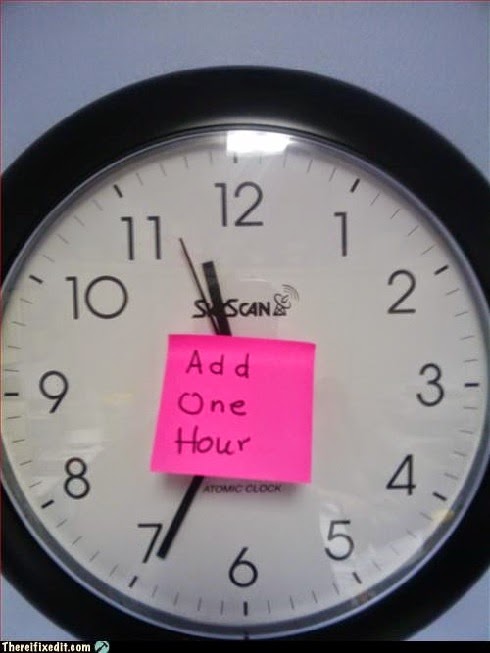 12
11 1
10 2
SkyScan
Add
One
Hour
9 3
8 4
ATOMIC CLOCK
7 5
6
ThereIfixedit.com